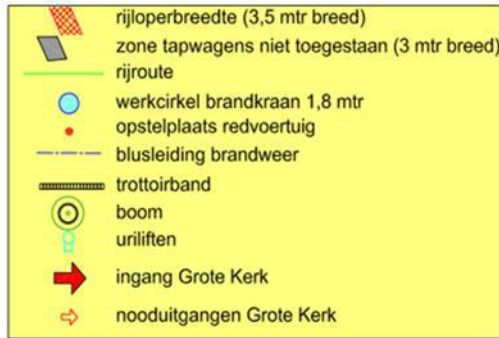 rijloperbreedte (3,5 mtr breed)
zone tapwagens niet toegestaan (3 mtr breed)
rijroute
werkcirkel brandkraan 1,8 mtr
opstelplaats redvoertuig
blusleiding brandweer
trottoirband
boom
uriliften
ingang Grote Kerk
nooduitgangen Grote Kerk